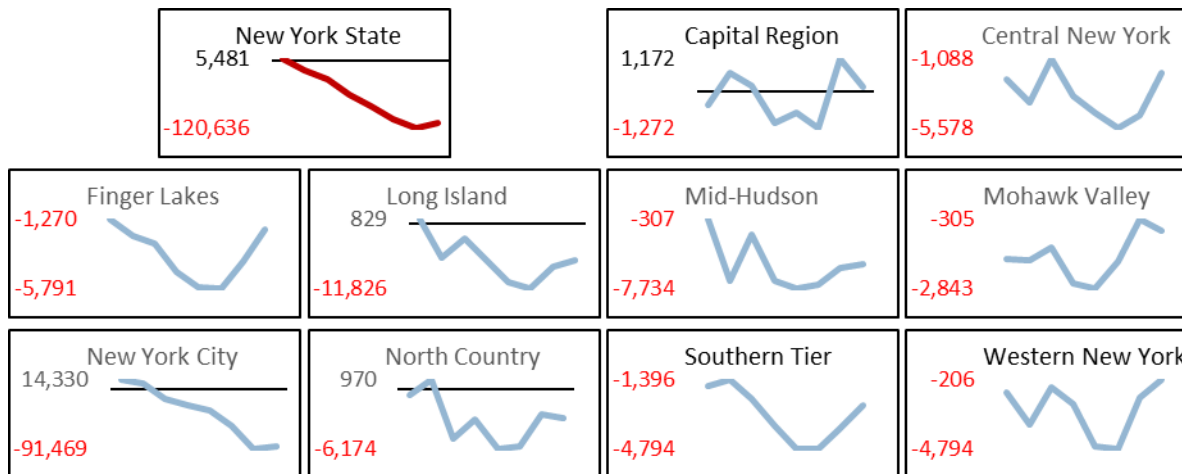 New York State
5,481
-120,636
Capital Region
1,172
-1,272
Central New York
-1,088
-5,578
Finger Lakes
-1,270
-5,791
Long Island
829
-11,826
Mid-Hudson
-307
-7,734
Mohawk Valley
-305
-2,843
New York City
14,330
-91,469
North Country
970
-6,174
Southern Tier
-1,396
-4,794
Western New York
-206
-4,794